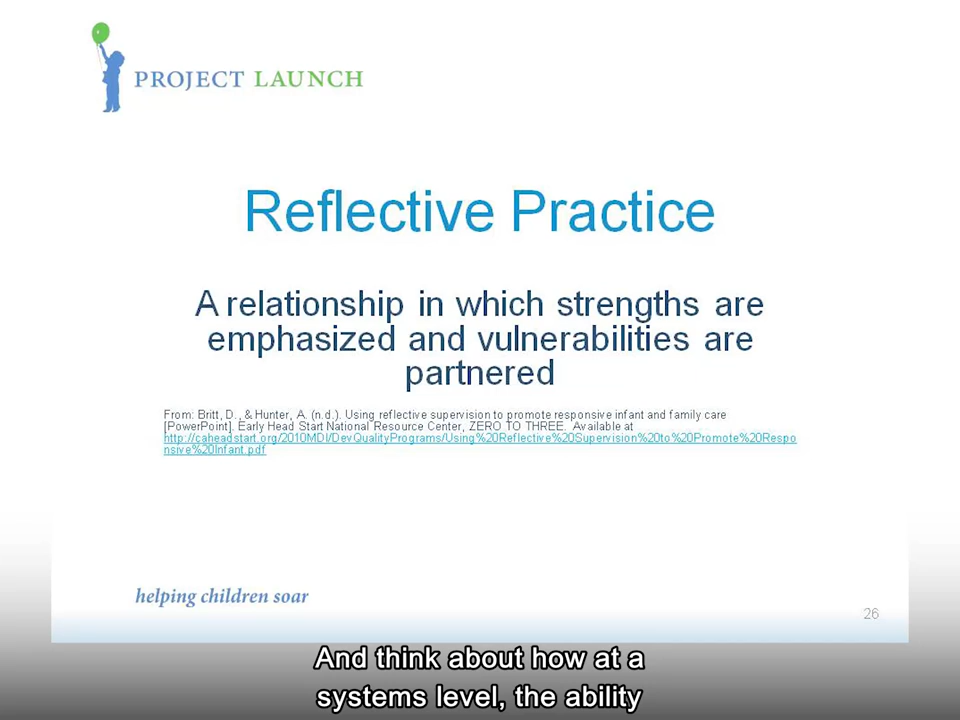 PROJECT LAUNCH
Reflective Practice
A relationship in which strengths are
emphasized and vulnerabilities are
partnered
From: Britt, D., & Hunter, A. (n.d.). Using reflective supervision to promote responsive infant and family care
[PowerPoint]. Early Head Start National Resource Center, ZERO TO THREE. Available at
http://caheadstart.org/2010MDI/DevQualityPrograms/Using%20Reflective%20Supervision%20to%20Promote%20Respo
nsive%20Infant.pdf
helping children soar
26
And think about how at a
systems level, the ability